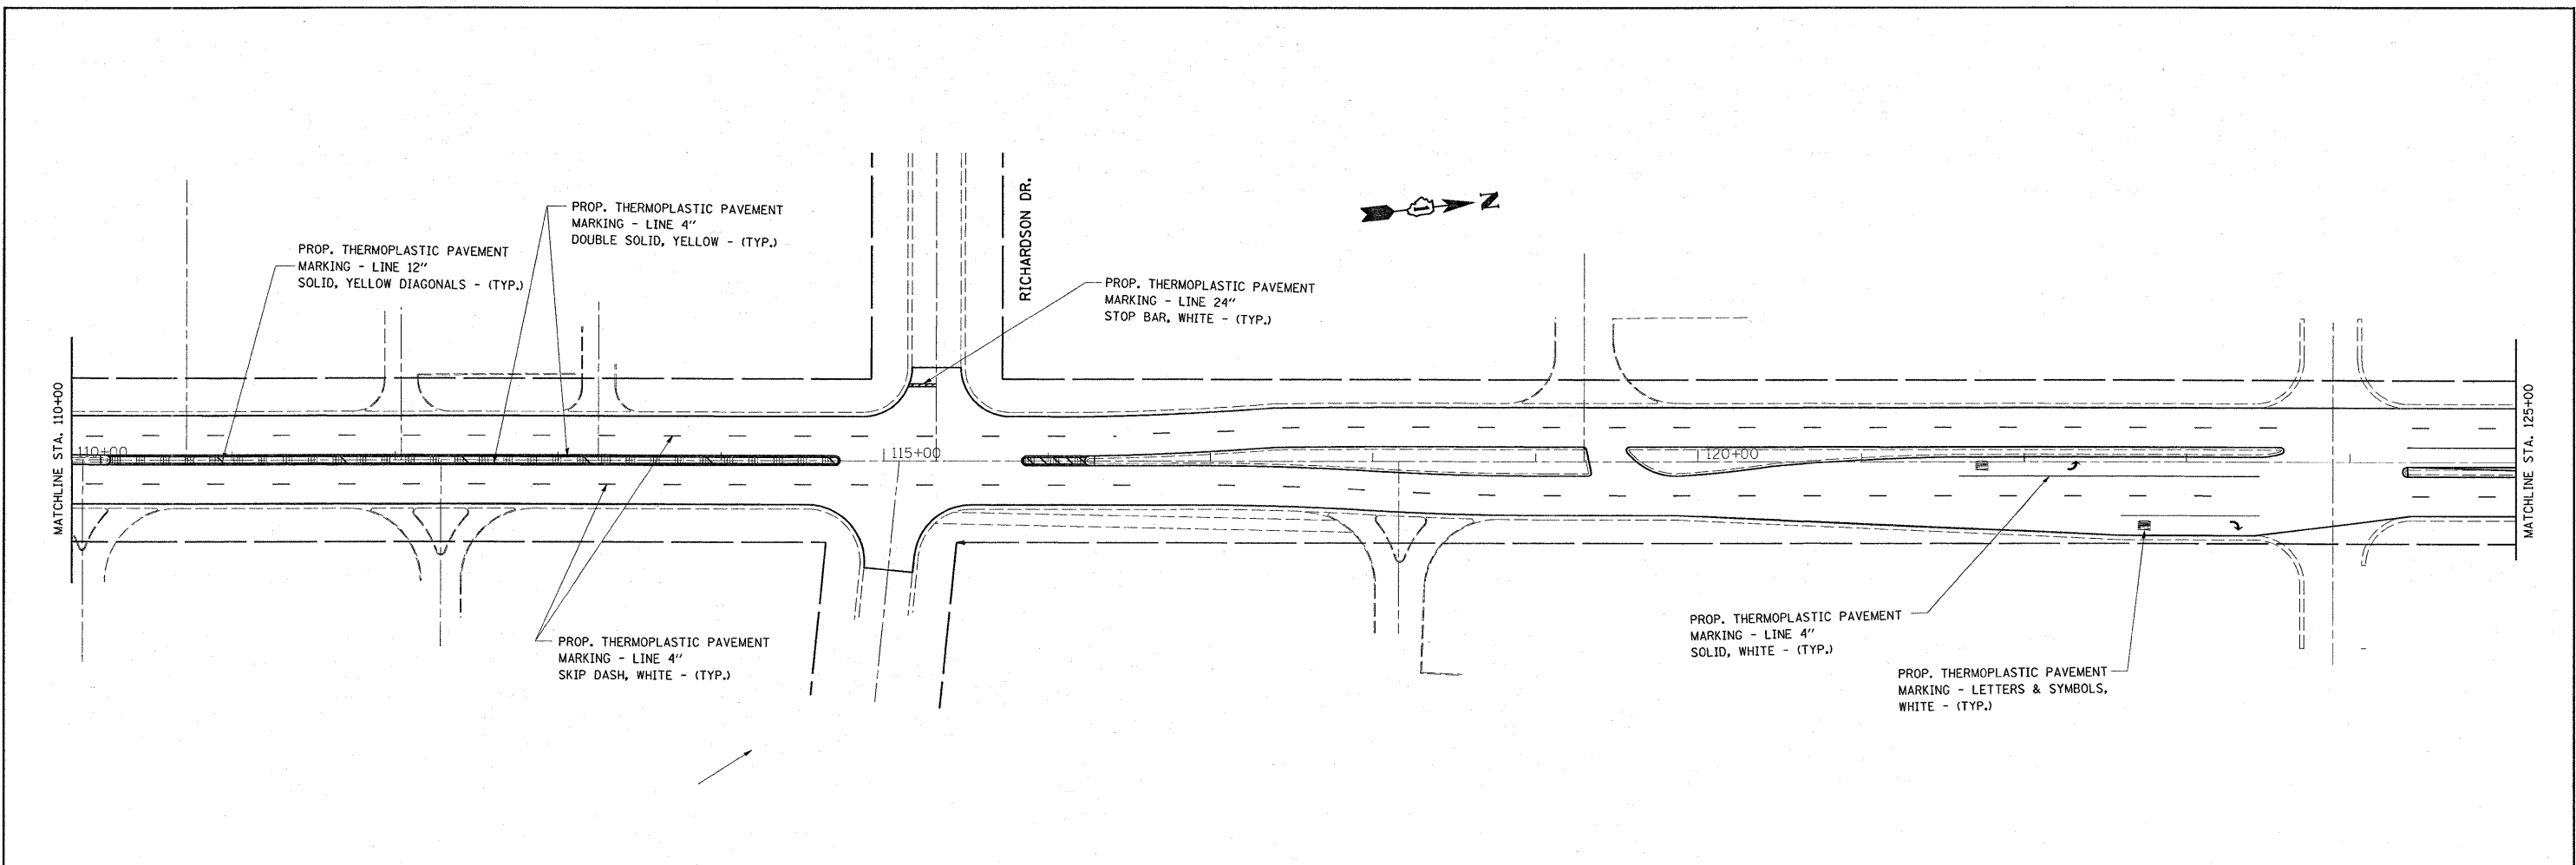 PROP. THERMOPLASTIC PAVEMENT
MARKING - LINE 4"
DOUBLE SOLID, YELLOW - (TYP.)
PROP. THERMOPLASTIC PAVEMENT
MARKING - LINE 12"
SOLID, YELLOW DIAGONALS - (TYP.)
RICHARDSON DR.
N
PROP. THERMOPLASTIC PAVEMENT
MARKING - LINE 24"
STOP BAR, WHITE - (TYP.)
MATCHLINE STA. 110+00
110+00
115+00
120+00
MATCHLINE STA. 125+00
PROP. THERMOPLASTIC PAVEMENT
MARKING - LINE 4"
SKIP DASH, WHITE - (TYP.)
PROP. THERMOPLASTIC PAVEMENT
MARKING - LINE 4"
SOLID, WHITE - (TYP.)
PROP. THERMOPLASTIC PAVEMENT
MARKING - LETTERS & SYMBOLS,
WHITE - (TYP.)